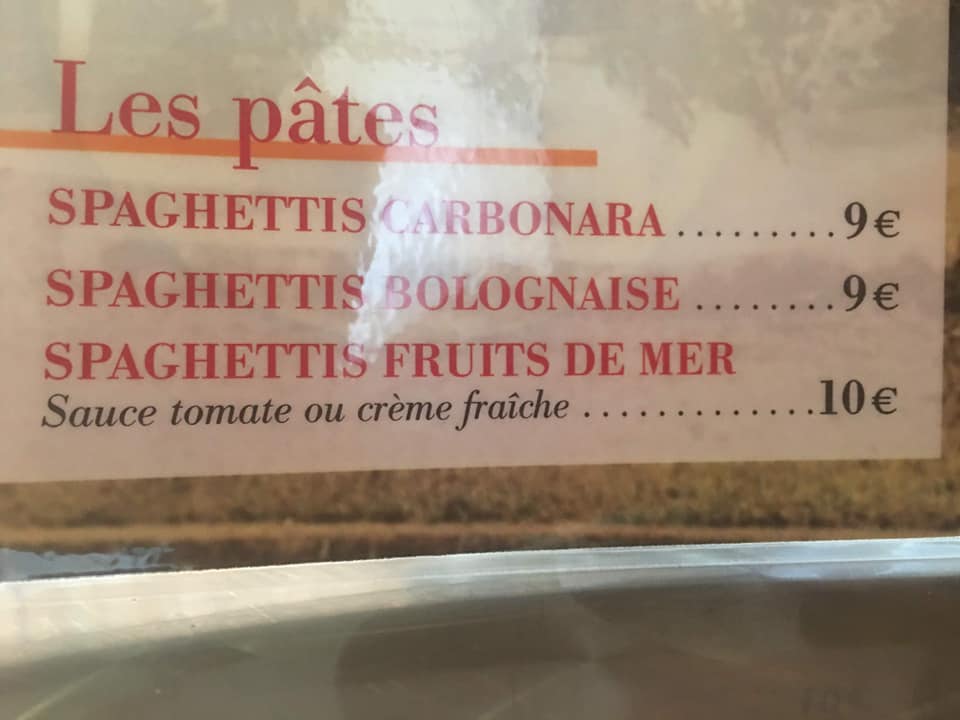 Les pâtes
SPAGHETTIS CARBONARA .........9€
SPAGHETTIS BOLOGNAISE ........9€
SPAGHETTIS FRUITS DE MER
Sauce tomate ou crème fraîche ..............10€